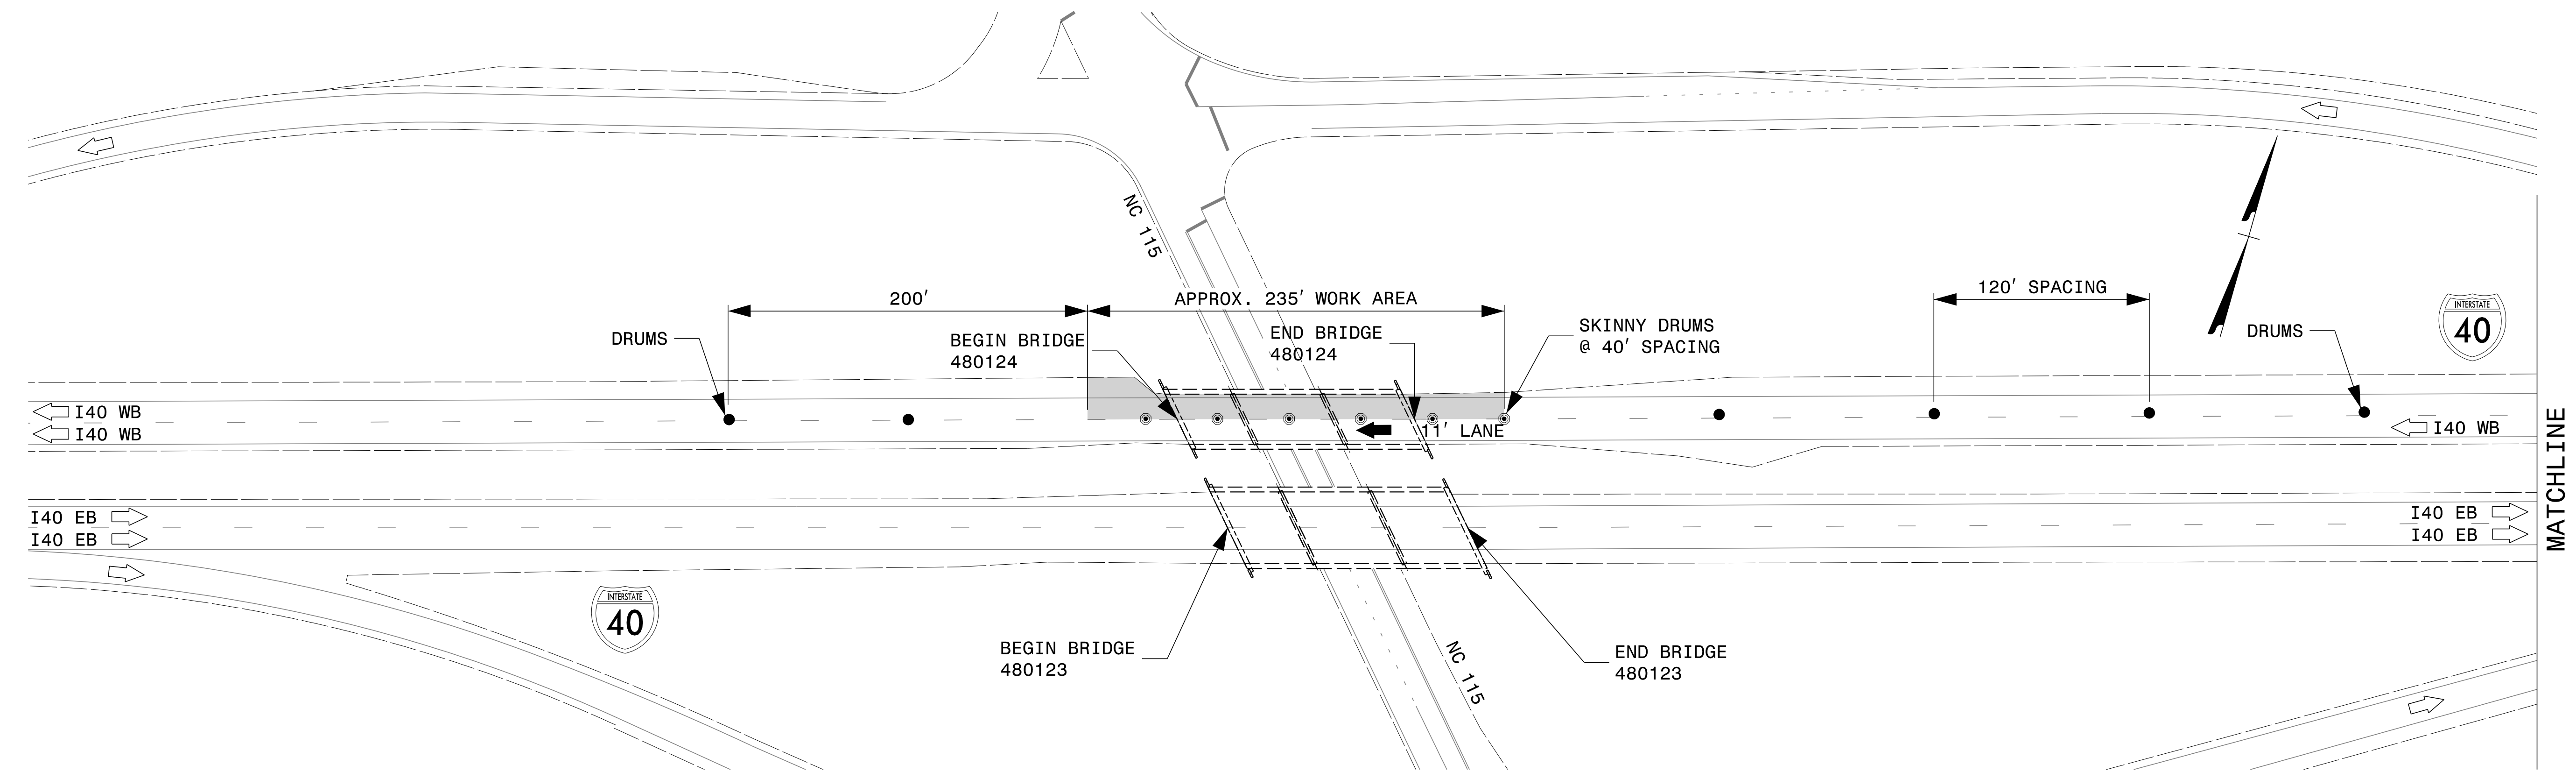 NC 115
200'
APPROX. 235' WORK AREA
120' SPACING
DRUMS
BEGIN BRIDGE
480124
END BRIDGE
480124
SKINNY DRUMS
@ 40' SPACING
DRUMS
INTERSTATE
40
I40 WB
I40 WB
11' LANE
I40 WB
MATCHLINE
I40 EB
I40 EB
I40 EB
I40 EB
INTERSTATE
40
BEGIN BRIDGE
480123
NC 115
END BRIDGE
480123